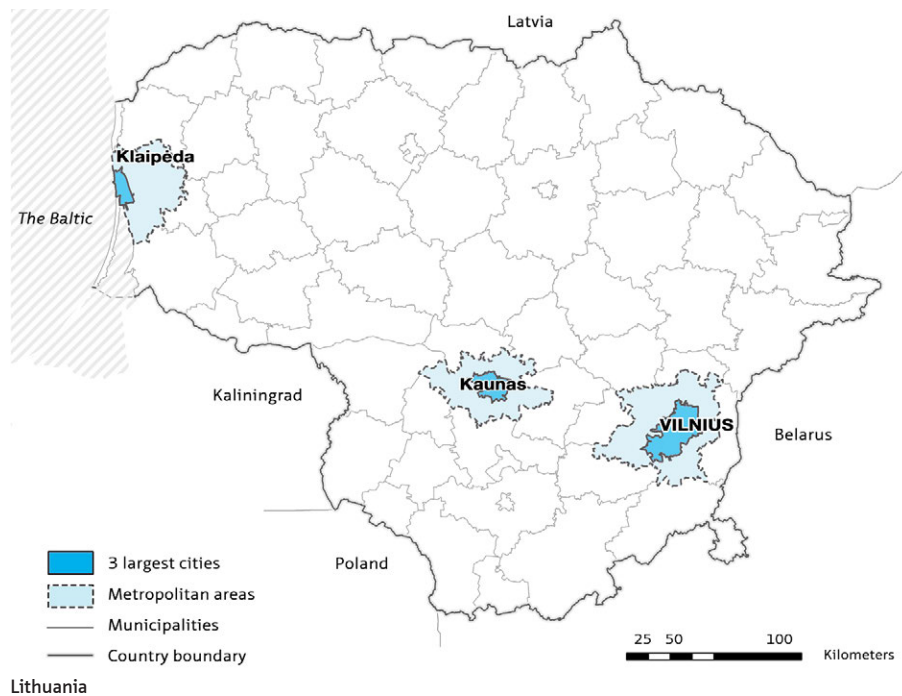 Latvia
Klaipėda
The Baltic
Kaunas
Kaliningrad
VILNIUS
Belarus
Poland
3 largest cities
Metropolitan areas
Municipalities
Country boundary
25 50 100
Kilometers
Lithuania